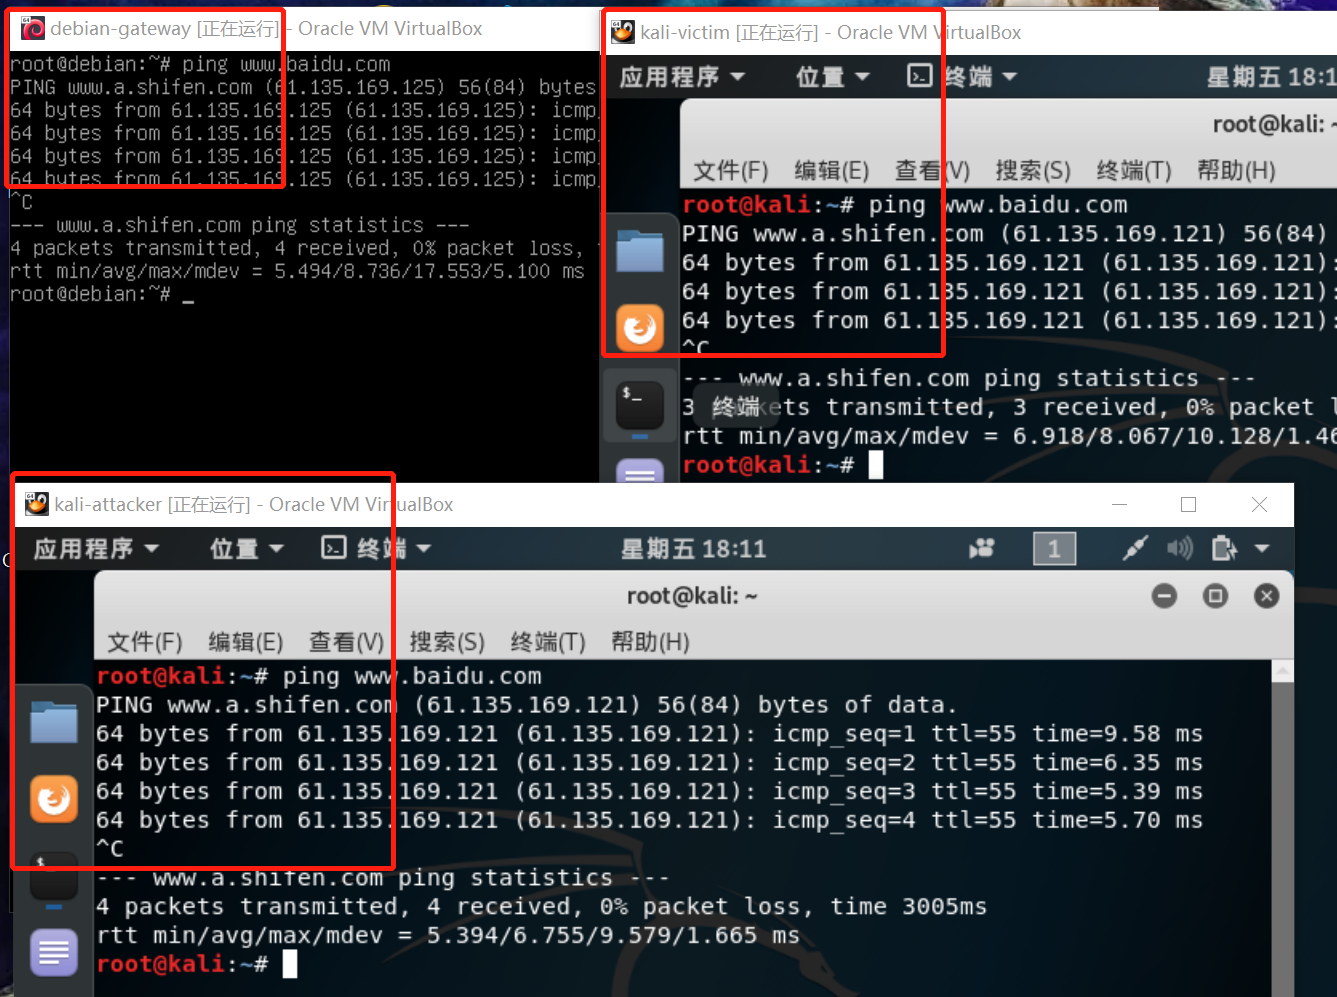 debian-gateway [正在运行] - Oracle VM VirtualBox
root@debian:~# ping www.baidu.com
PING www.a.shifen.com (61.135.169.125) 56(84) bytes
64 bytes from 61.135.169.125 (61.135.169.125): icmp_
64 bytes from 61.135.169.125 (61.135.169.125): icmp_
64 bytes from 61.135.169.125 (61.135.169.125): icmp_
64 bytes from 61.135.169.125 (61.135.169.125): icmp_
^C
--- www.a.shifen.com ping statistics ---
4 packets transmitted, 4 received, 0% packet loss,
rtt min/avg/max/mdev = 5.494/8.736/17.553/5.100 ms
root@debian:~# _
kali-victim [正在运行] - Oracle VM VirtualBox
应用程序 位置 终端 星期五 18:1
root@kali: ~
文件(F) 编辑(E) 查看(V) 搜索(S) 终端(T) 帮助(H)
root@kali:~# ping www.baidu.com
PING www.a.shifen.com (61.135.169.121) 56(84)
64 bytes from 61.135.169.121 (61.135.169.121):
64 bytes from 61.135.169.121 (61.135.169.121):
64 bytes from 61.135.169.121 (61.135.169.121):
^C
--- www.a.shifen.com ping statistics ---
3 packets transmitted, 3 received, 0% packet l
终端
rtt min/avg/max/mdev = 6.918/8.067/10.128/1.46
root@kali:~#
kali-attacker [正在运行] - Oracle VM VirtualBox
应用程序 位置 终端 星期五 18:11 1
root@kali: ~
文件(F) 编辑(E) 查看(V) 搜索(S) 终端(T) 帮助(H)
root@kali:~# ping www.baidu.com
PING www.a.shifen.com (61.135.169.121) 56(84) bytes of data.
64 bytes from 61.135.169.121 (61.135.169.121): icmp_seq=1 ttl=55 time=9.58 ms
64 bytes from 61.135.169.121 (61.135.169.121): icmp_seq=2 ttl=55 time=6.35 ms
64 bytes from 61.135.169.121 (61.135.169.121): icmp_seq=3 ttl=55 time=5.39 ms
64 bytes from 61.135.169.121 (61.135.169.121): icmp_seq=4 ttl=55 time=5.70 ms
^C
--- www.a.shifen.com ping statistics ---
4 packets transmitted, 4 received, 0% packet loss, time 3005ms
rtt min/avg/max/mdev = 5.394/6.755/9.579/1.665 ms
root@kali:~#